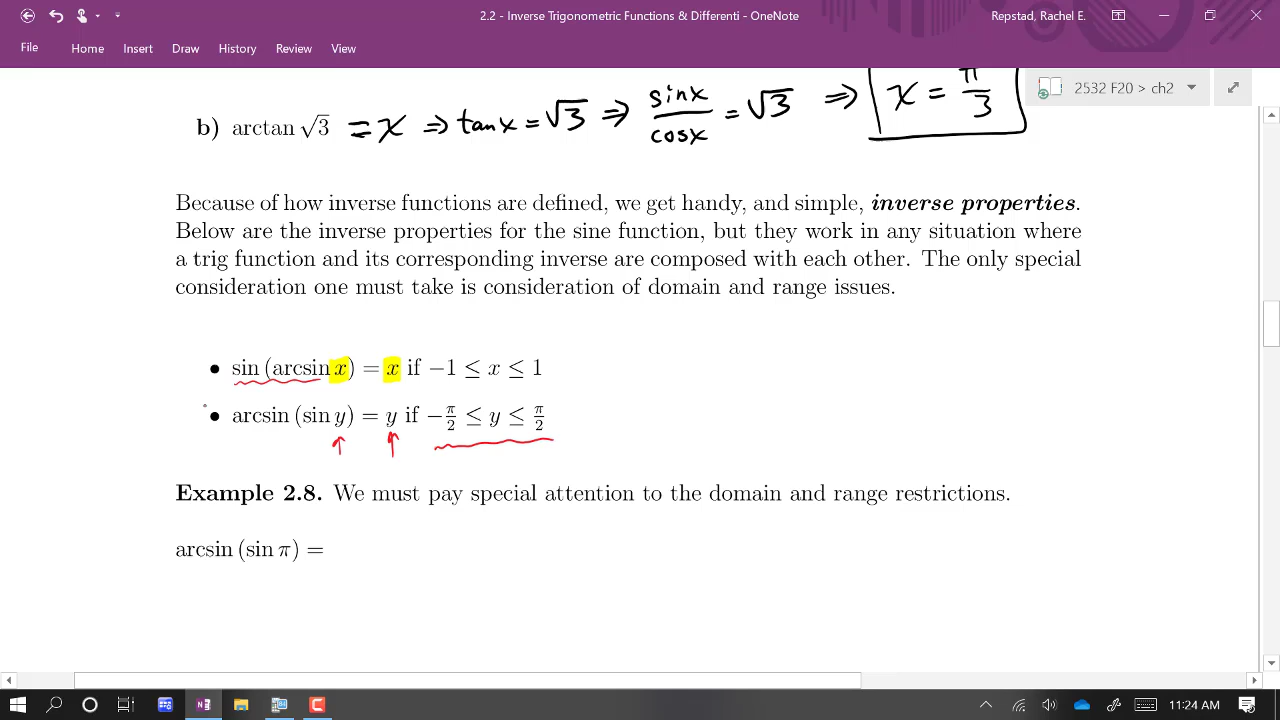 2.2 - Inverse Trigonometric Functions & Differenti - OneNote
Repstad, Rachel E.
File Home Insert Draw History Review View
2532 F20 > ch2
b) arctan √3 = x ⇒ tan x = √3 ⇒ sin x / cos x = √3 ⇒ x = π/3
Because of how inverse functions are defined, we get handy, and simple, inverse properties.
Below are the inverse properties for the sine function, but they work in any situation where
a trig function and its corresponding inverse are composed with each other. The only special
consideration one must take is consideration of domain and range issues.
• sin (arcsin x) = x if −1 ≤ x ≤ 1
• arcsin (sin y) = y if −π/2 ≤ y ≤ π/2
Example 2.8. We must pay special attention to the domain and range restrictions.
arcsin (sin π) =
11:24 AM